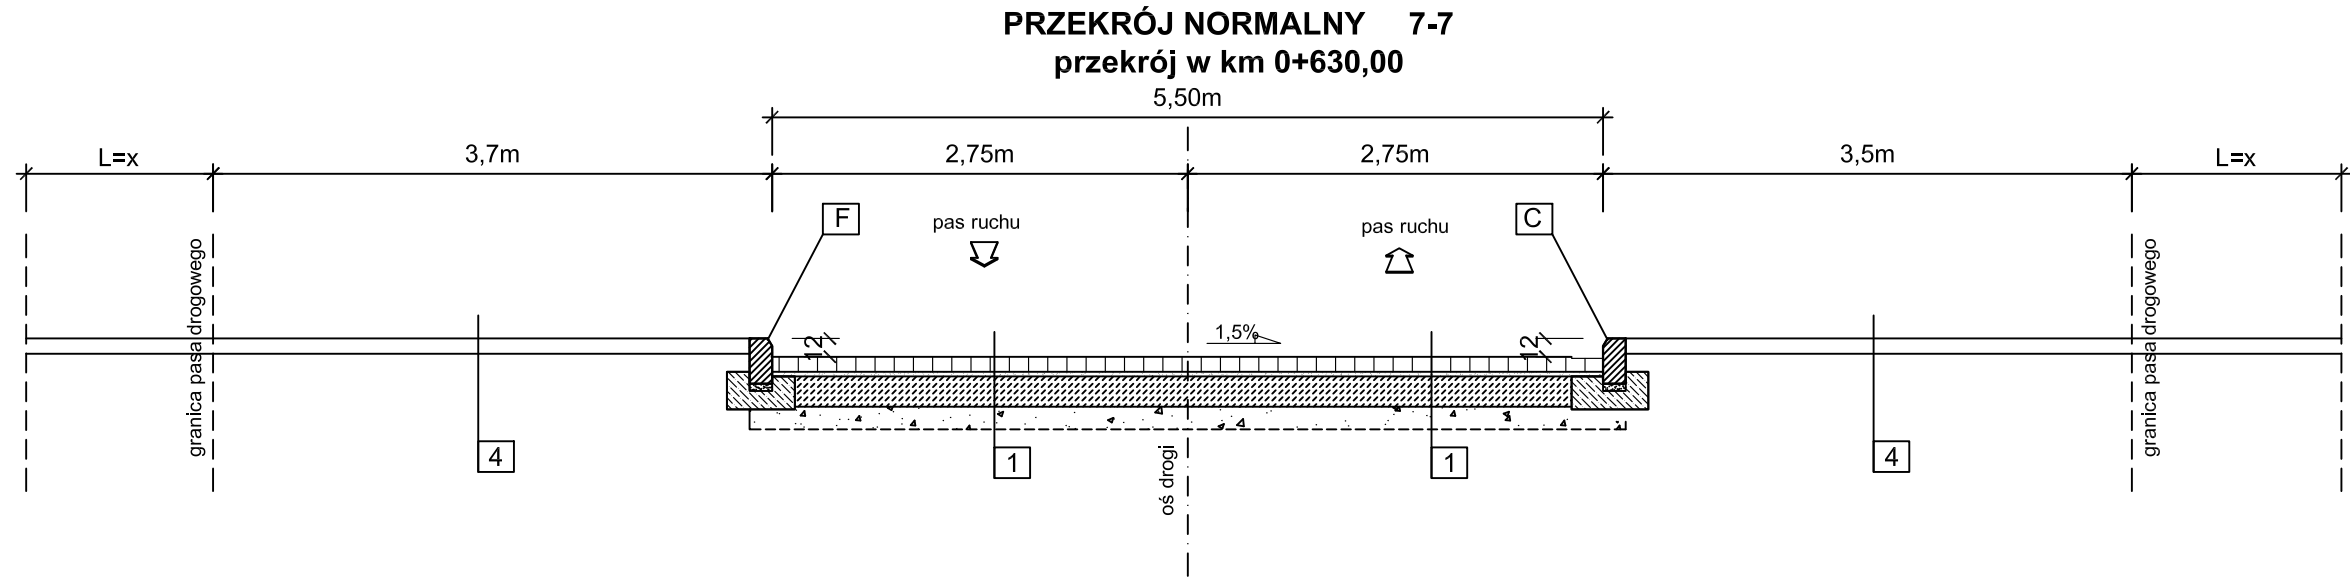 PRZEKRÓJ NORMALNY 7-7
przekrój w km 0+630,00
5,50m
L=x 3,7m 2,75m 2,75m 3,5m L=x
F C
pas ruchu pas ruchu
granica pasa drogowego granica pasa drogowego
12 1,5% 12
4 1 1 4
oś drogi